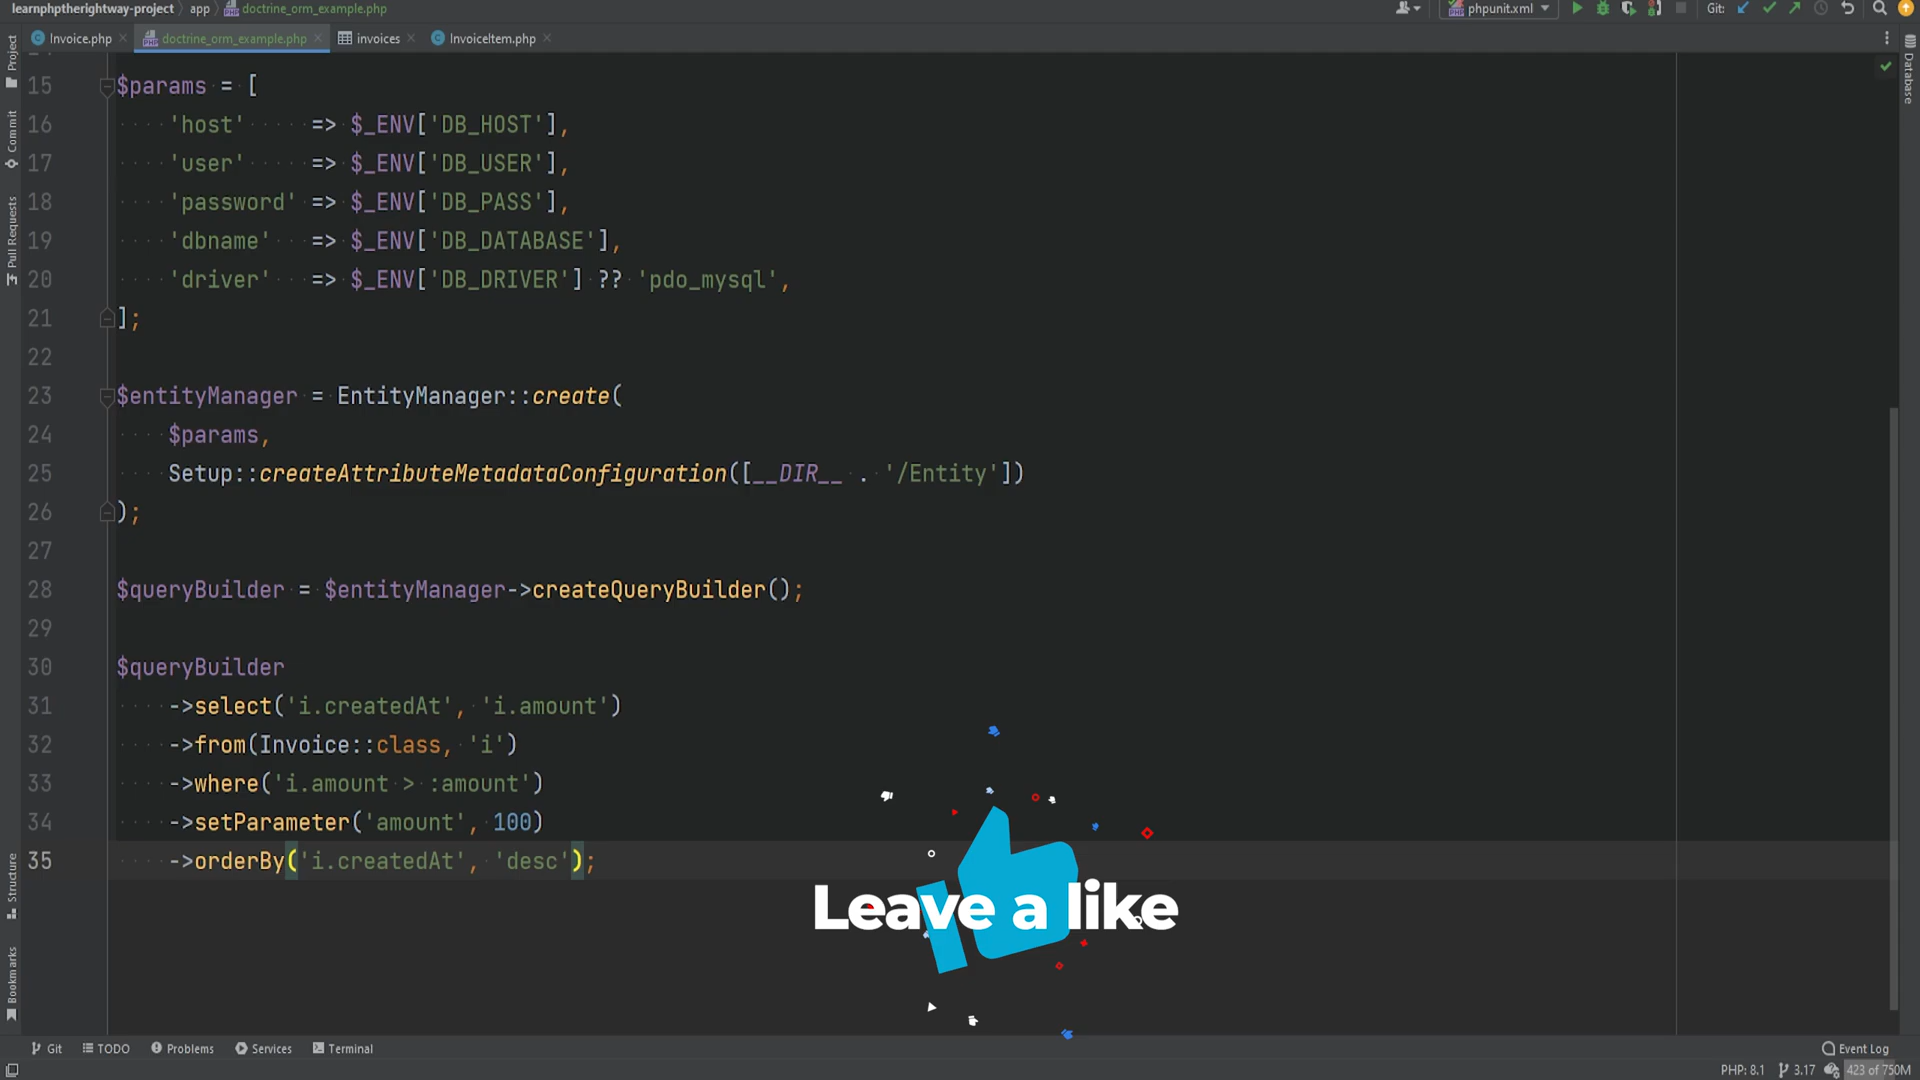 learnphptherightway-project app doctrine_orm_example.php phpunit.xml Git:
Invoice.php doctrine_orm_example.php invoices InvoiceItem.php
Project
Commit
Pull Requests
Structure
Bookmarks
Database
15 $params = [
16 'host' => $_ENV['DB_HOST'],
17 'user' => $_ENV['DB_USER'],
18 'password' => $_ENV['DB_PASS'],
19 'dbname' => $_ENV['DB_DATABASE'],
20 'driver' => $_ENV['DB_DRIVER'] ?? 'pdo_mysql',
21 ];
22
23 $entityManager = EntityManager::create(
24 $params,
25 Setup::createAttributeMetadataConfiguration([__DIR__ . '/Entity'])
26 );
27
28 $queryBuilder = $entityManager->createQueryBuilder();
29
30 $queryBuilder
31 ->select('i.createdAt', 'i.amount')
32 ->from(Invoice::class, 'i')
33 ->where('i.amount > :amount')
34 ->setParameter('amount', 100)
35 ->orderBy('i.createdAt', 'desc');
Leave a like
Git TODO Problems Services Terminal Event Log
PHP: 8.1 3.17 423 of 750M